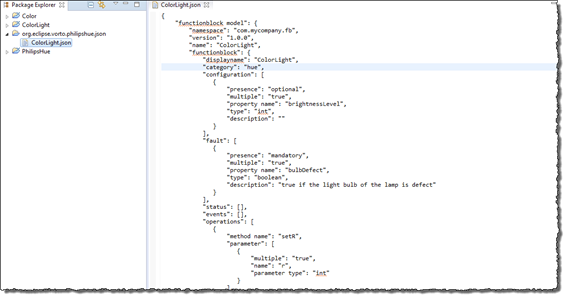 Package Explorer
ColorLight.json
Color
ColorLight
org.eclipse.vorto.philipshue.json
ColorLight.json
PhilipsHue
{
"functionblock model": {
"namespace": "com.mycompany.fb",
"version": "1.0.0",
"name": "ColorLight",
"functionblock": {
"displayname": "ColorLight",
"category": "hue",
"configuration": [
{
"presence": "optional",
"multiple": "true",
"property name": "brightnessLevel",
"type": "int",
"description": ""
}
],
"fault": [
{
"presence": "mandatory",
"multiple": "true",
"property name": "bulbDefect",
"type": "boolean",
"description": "true if the light bulb of the lamp is defect"
}
],
"status": [],
"events": [],
"operations": [
{
"method name": "setR",
"parameter": [
{
"multiple": "true",
"name": "r",
"parameter type": "int"
}
]